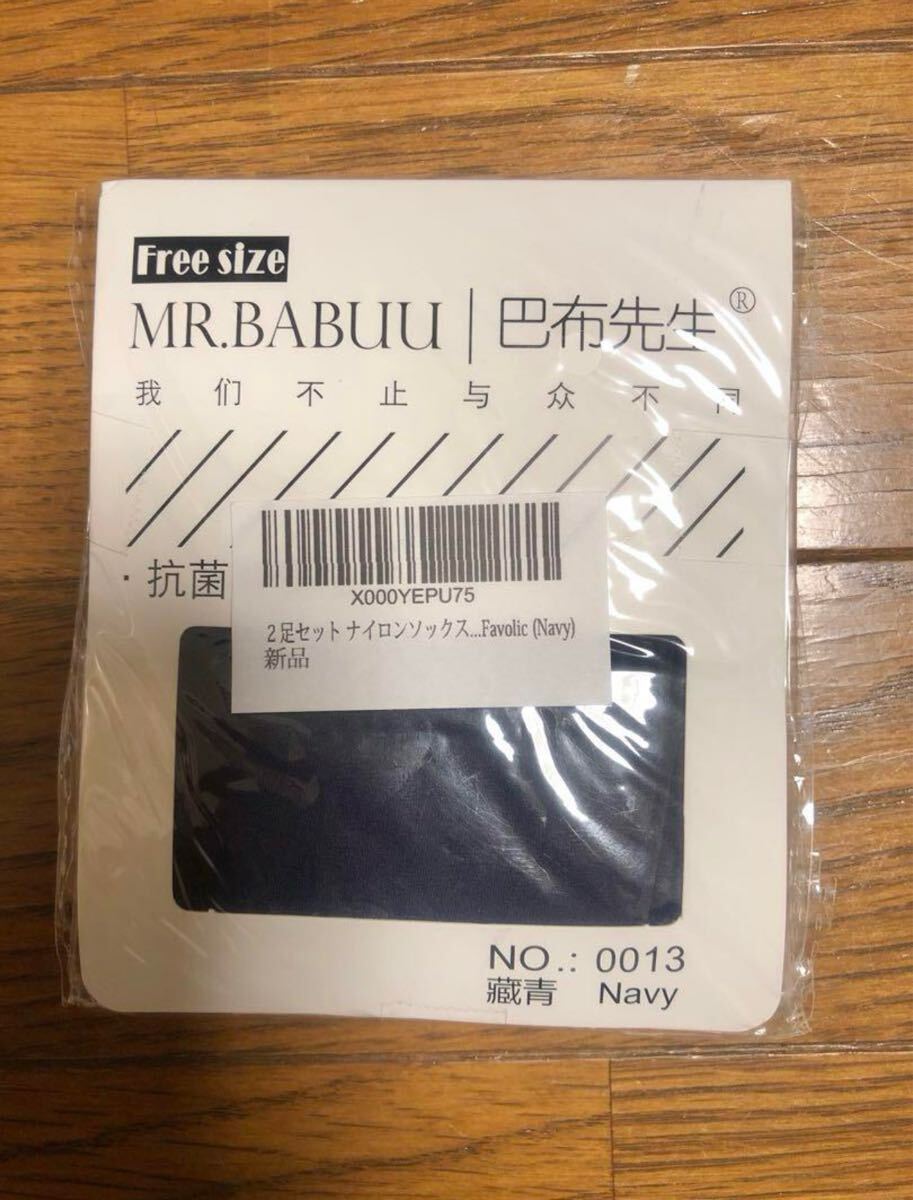 Free size
MR.BABUU | 巴布先生®
我们不止与众不同
· 抗菌
X000YEPU75
2足セット ナイロンソックス...Favolic (Navy)
新品
NO.: 0013
藏青 Navy